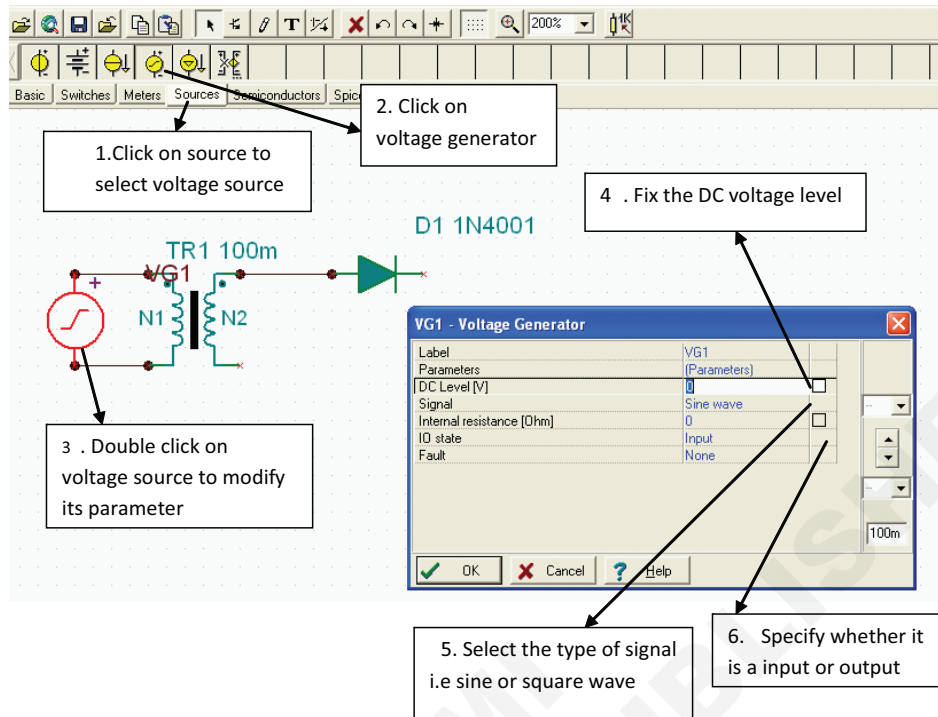 200%
Basic Switches Meters Sources Semiconductors Spice
2. Click on
voltage generator
1.Click on source to
select voltage source
4 . Fix the DC voltage level
D1 1N4001
TR1 100m
VG1
+
N1 N2
3 . Double click on
voltage source to modify
its parameter
VG1 - Voltage Generator
Label VG1
Parameters (Parameters)
DC Level [V] 0
Signal Sine wave
Internal resistance [Ohm] 0
IO state Input
Fault None
100m
OK Cancel ? Help
5. Select the type of signal
i.e sine or square wave
6. Specify whether it
is a input or output